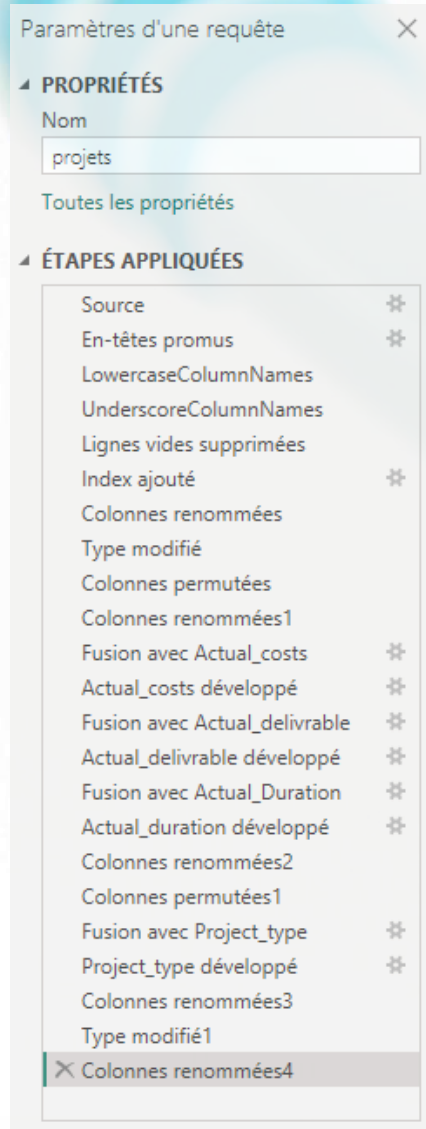 Paramètres d'une requête
PROPRIÉTÉS
Nom
projets
Toutes les propriétés
ÉTAPES APPLIQUÉES
Source
En-têtes promus
LowercaseColumnNames
UnderscoreColumnNames
Lignes vides supprimées
Index ajouté
Colonnes renommées
Type modifié
Colonnes permutées
Colonnes renommées1
Fusion avec Actual_costs
Actual_costs développé
Fusion avec Actual_delivrable
Actual_delivrable développé
Fusion avec Actual_Duration
Actual_duration développé
Colonnes renommées2
Colonnes permutées1
Fusion avec Project_type
Project_type développé
Colonnes renommées3
Type modifié1
Colonnes renommées4